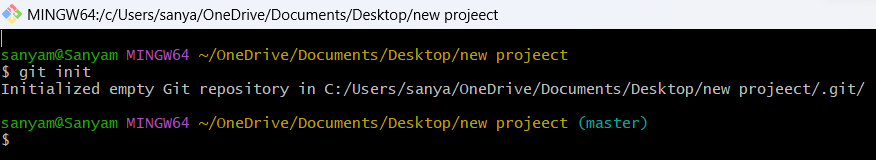 MINGW64:/c/Users/sanya/OneDrive/Documents/Desktop/new projeect
sanyam@Sanyam MINGW64 ~/OneDrive/Documents/Desktop/new projeect
$ git init
Initialized empty Git repository in C:/Users/sanya/OneDrive/Documents/Desktop/new projeect/.git/
sanyam@Sanyam MINGW64 ~/OneDrive/Documents/Desktop/new projeect (master)
$